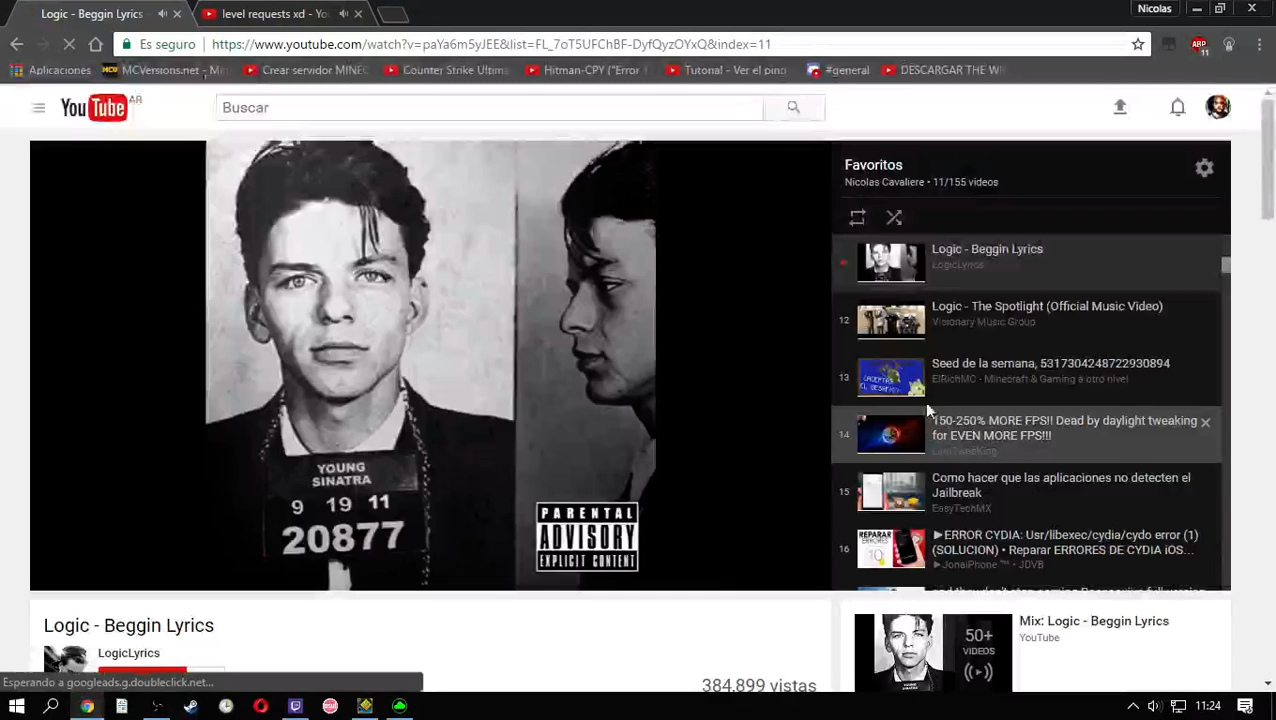 Logic - Beggin Lyrics
level requests xd - Yo
Nicolas
Es seguro
https://www.youtube.com/watch?v=paYa6m5yJEE&list=FL_7oT5UFChBF-DyfQyzOYxQ&index=11
ABP
11
Aplicaciones
MCVersions.net - M
Crear servidor MINEC
Counter Strike Ultima
Hitman-CPY ("Error
Tutorial - Ver el ping
#general
DESCARGAR THE WI
YouTube AR
Buscar
Favoritos
Nicolas Cavaliere • 11/155 videos
Logic - Beggin Lyrics
LogicLyrics
12
Logic - The Spotlight (Official Music Video)
Visionary Music Group
13
Seed de la semana, 5317304248722930894
ElRichMC - Minecraft & Gaming a otro nivel
14
150-250% MORE FPS!! Dead by daylight tweaking
for EVEN MORE FPS!!!
15
Como hacer que las aplicaciones no detecten el
Jailbreak
EasyTechMX
16
►ERROR CYDIA: Usr/libexec/cydia/cydo error (1)
(SOLUCION) • Reparar ERRORES DE CYDIA iOS...
►JonaiPhone ™ • JDVB
REPARAR
YOUNG
SINATRA
9 19 11
20877
PARENTAL
ADVISORY
EXPLICIT CONTENT
Logic - Beggin Lyrics
LogicLyrics
384.899 vistas
50+
VIDEOS
Mix: Logic - Beggin Lyrics
YouTube
Esperando a googleads.g.doubleclick.net...
11:24